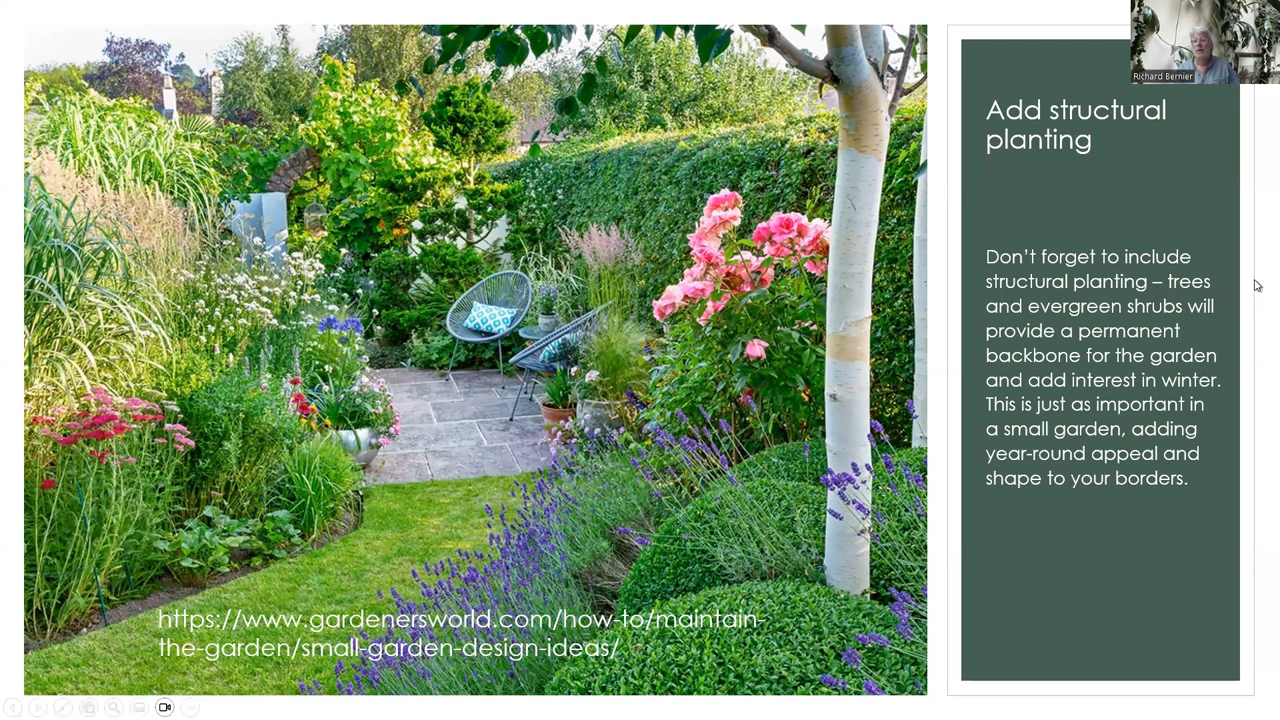 Richard Bernier
Add structural
planting
Don’t forget to include
structural planting – trees
and evergreen shrubs will
provide a permanent
backbone for the garden
and add interest in winter.
This is just as important in
a small garden, adding
year-round appeal and
shape to your borders.
https://www.gardenersworld.com/how-to/maintain-
the-garden/small-garden-design-ideas/